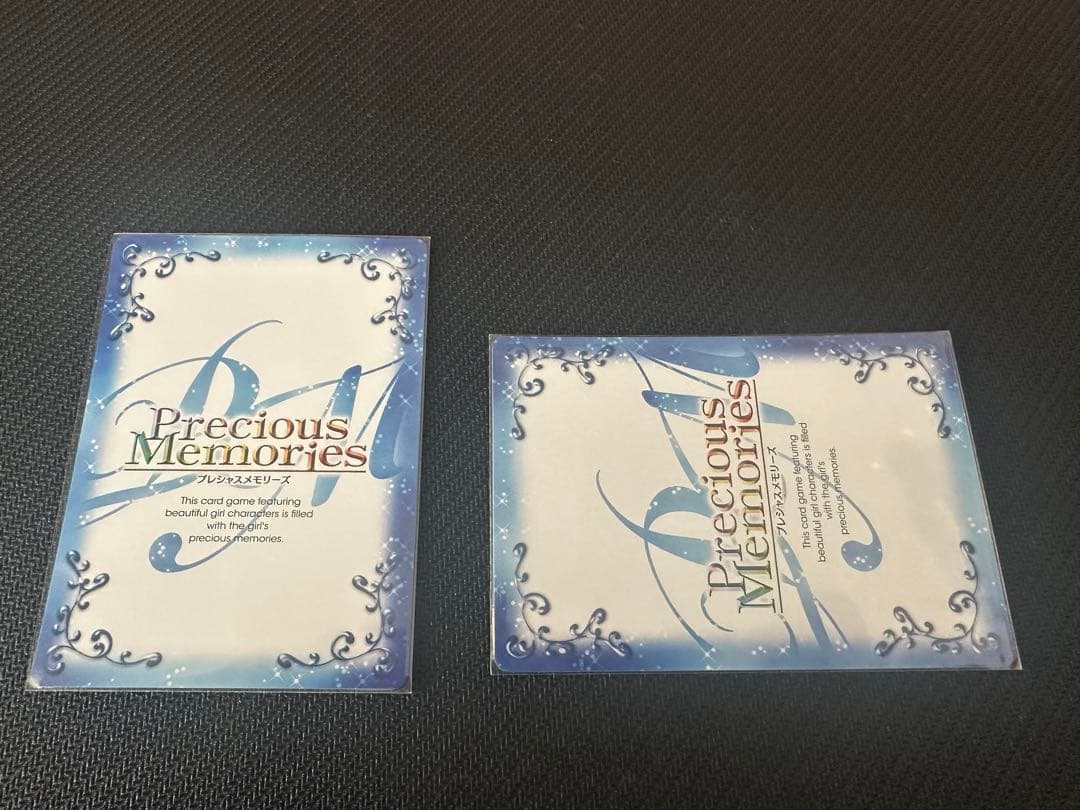 Precious
Memories
プレシャスメモリーズ
This card game featuring
beautiful girl characters is filled
with the girl's
precious memories.
Precious
Memories
プレシャスメモリーズ
This card game featuring
beautiful girl characters is filled
with the girl's
precious memories.